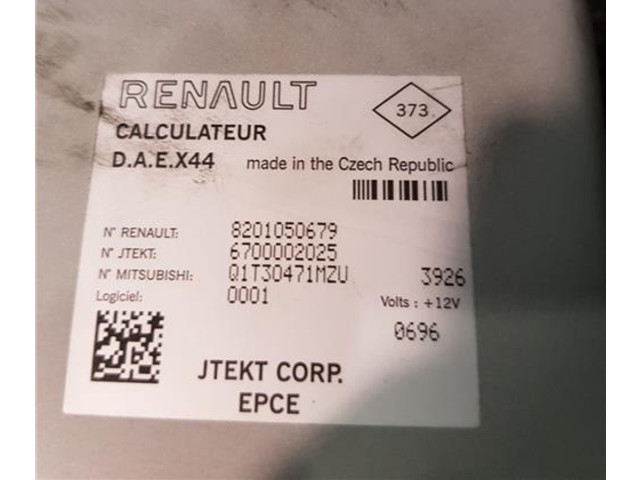 RENAULT
373
CALCULATEUR
D.A.E.X44 made in the Czech Republic
N° RENAULT: 8201050679
N° JTEKT: 6700002025
N° MITSUBISHI: Q1T30471MZU 3926
Logiciel: 0001 Volts : +12V
0696
JTEKT CORP.
EPCE